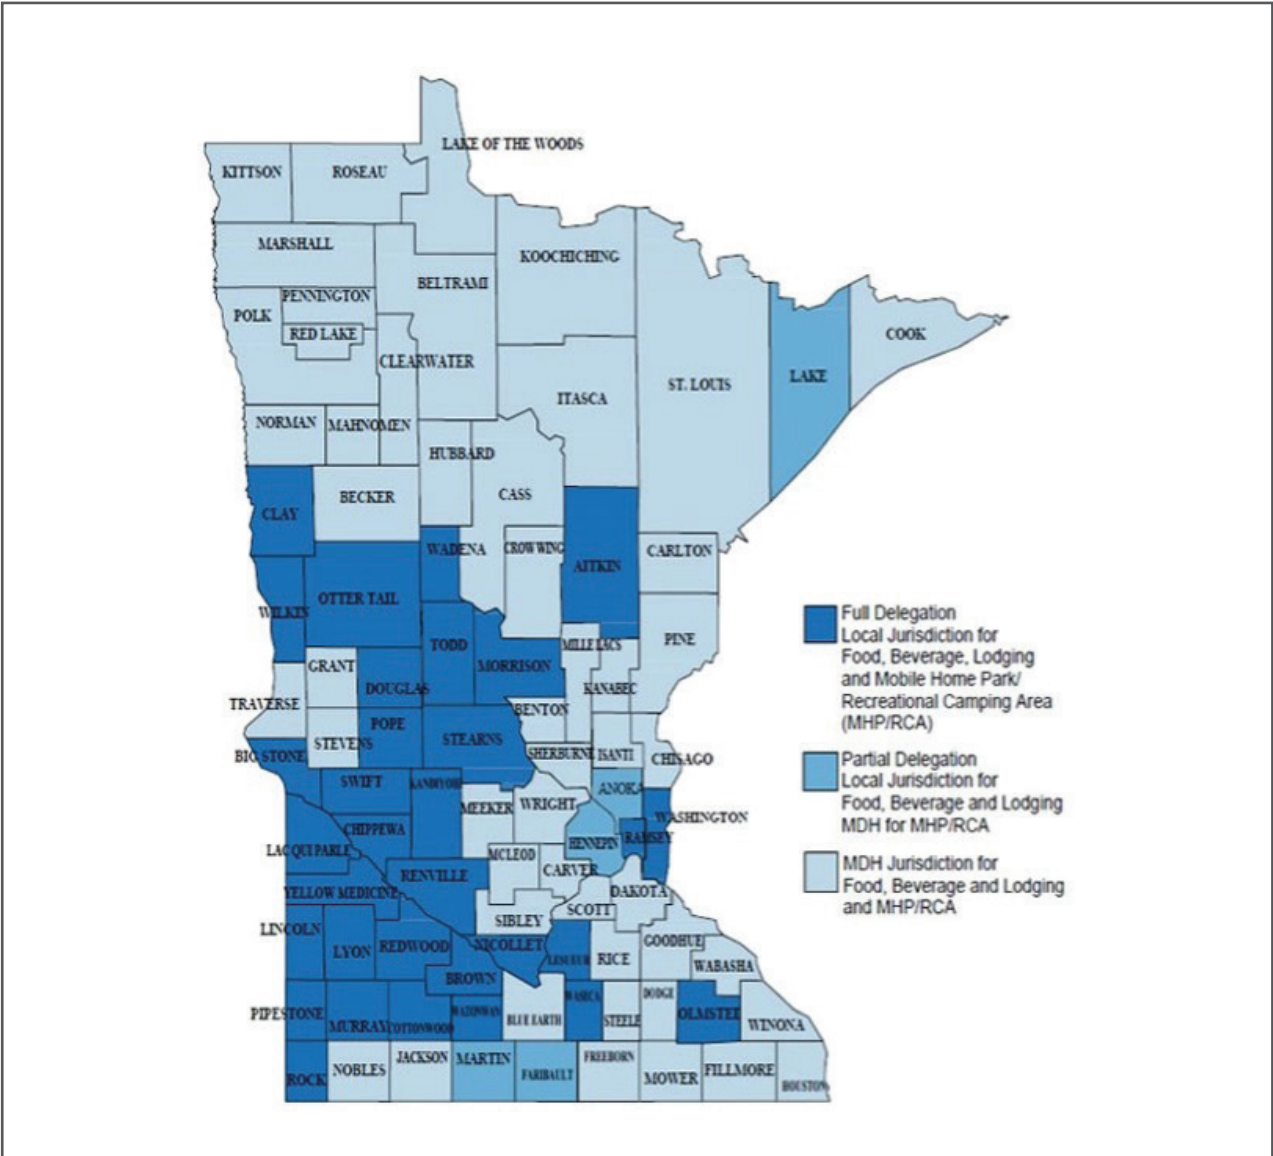 LAKE OF THE WOODS
KITTSON
ROSEAU
MARSHALL
KOOCHICHING
BELTRAMI
PENNINGTON
POLK
RED LAKE
COOK
CLEARWATER
LAKE
ST. LOUIS
ITASCA
NORMAN
MAHNOMEN
HUBBARD
BECKER
CASS
CLAY
WADENA
CROW WING
CARLTON
AITKIN
OTTER TAIL
WILKIN
PINE
TODD
MILLE LACS
GRANT
MORRISON
DOUGLAS
KANABEC
TRAVERSE
BENTON
POPE
STEARNS
STEVENS
BIG STONE
SHERBURNE
ISANTI
CHISAGO
SWIFT
KANDIYOHI
ANOKA
MEEKER
WRIGHT
WASHINGTON
CHIPPEWA
RAMSEY
HENNEPIN
LAC QUI PARLE
MCLEOD
CARVER
RENVILLE
YELLOW MEDICINE
DAKOTA
SCOTT
SIBLEY
LINCOLN
LYON
REDWOOD
NICOLLET
LESUEUR
RICE
GOODHUE
WABASHA
BROWN
DODGE
WASECA
PIPESTONE
MURRAY
COTTONWOOD
WATONWAN
BLUE EARTH
STEELE
OLMSTED
WINONA
ROCK
NOBLES
JACKSON
MARTIN
FARIBAULT
FREEBORN
MOWER
FILLMORE
HOUSTON
Full Delegation
Local Jurisdiction for
Food, Beverage, Lodging
and Mobile Home Park/
Recreational Camping Area
(MHP/RCA)
Partial Delegation
Local Jurisdiction for
Food, Beverage and Lodging
MDH for MHP/RCA
MDH Jurisdiction for
Food, Beverage and Lodging
and MHP/RCA